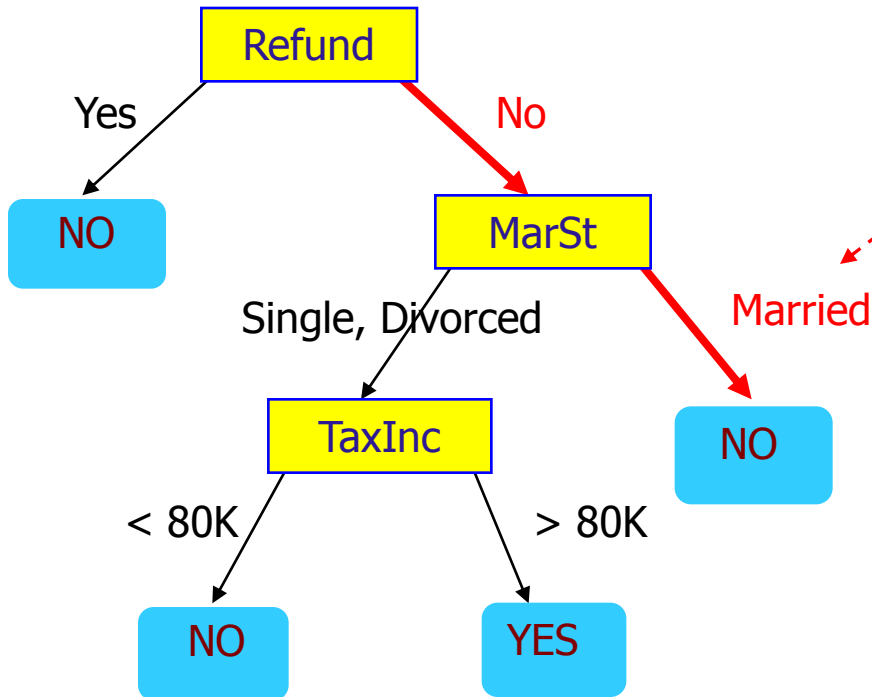 Refund
Yes
No
NO
MarSt
Single, Divorced
Married
TaxInc
NO
< 80K
> 80K
NO
YES